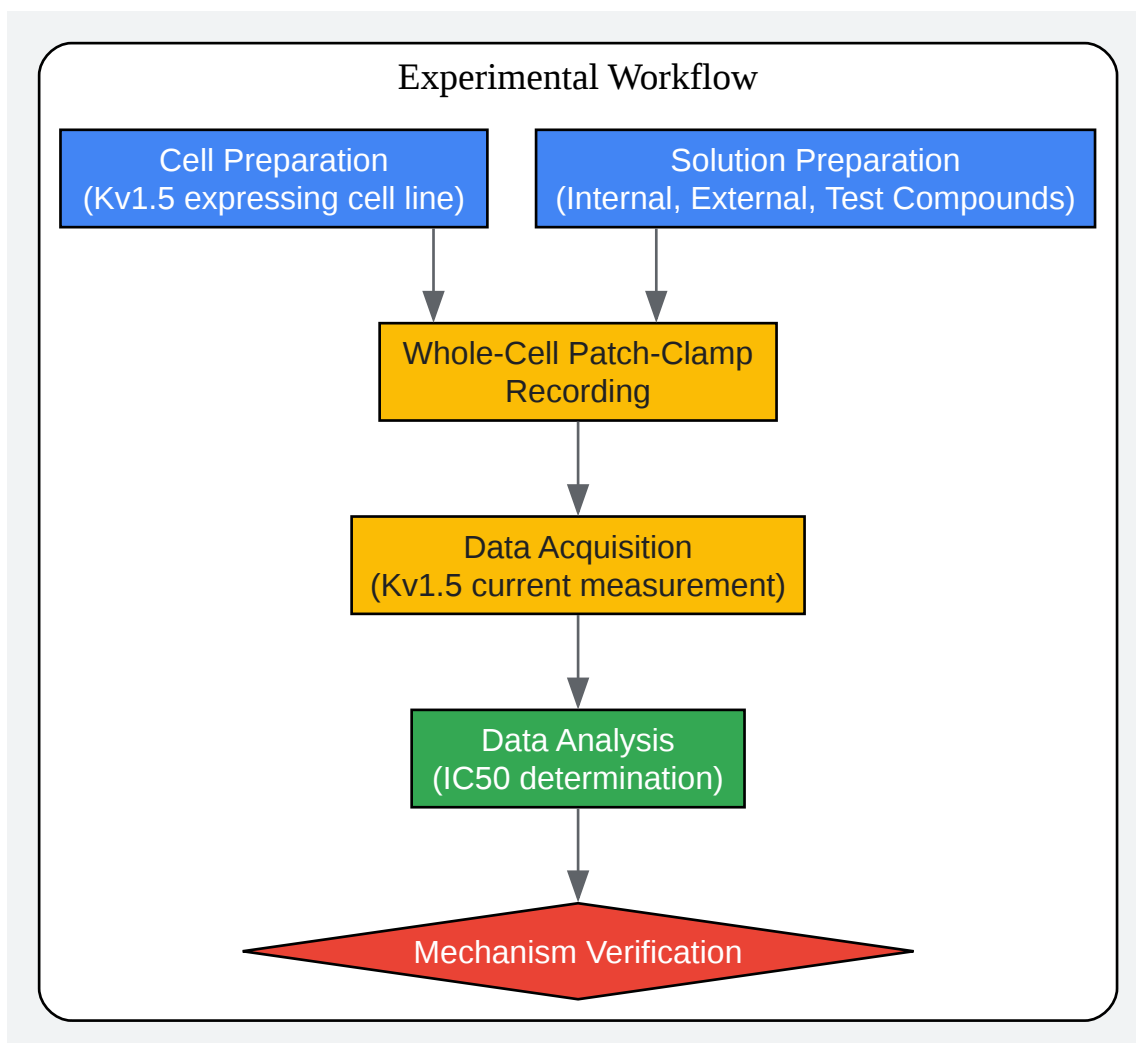 Experimental Workflow
Cell Preparation
(Kv1.5 expressing cell line)
Solution Preparation
(Internal, External, Test Compounds)
Whole-Cell Patch-Clamp
Recording
Data Acquisition
(Kv1.5 current measurement)
Data Analysis
(IC50 determination)
Mechanism Verification